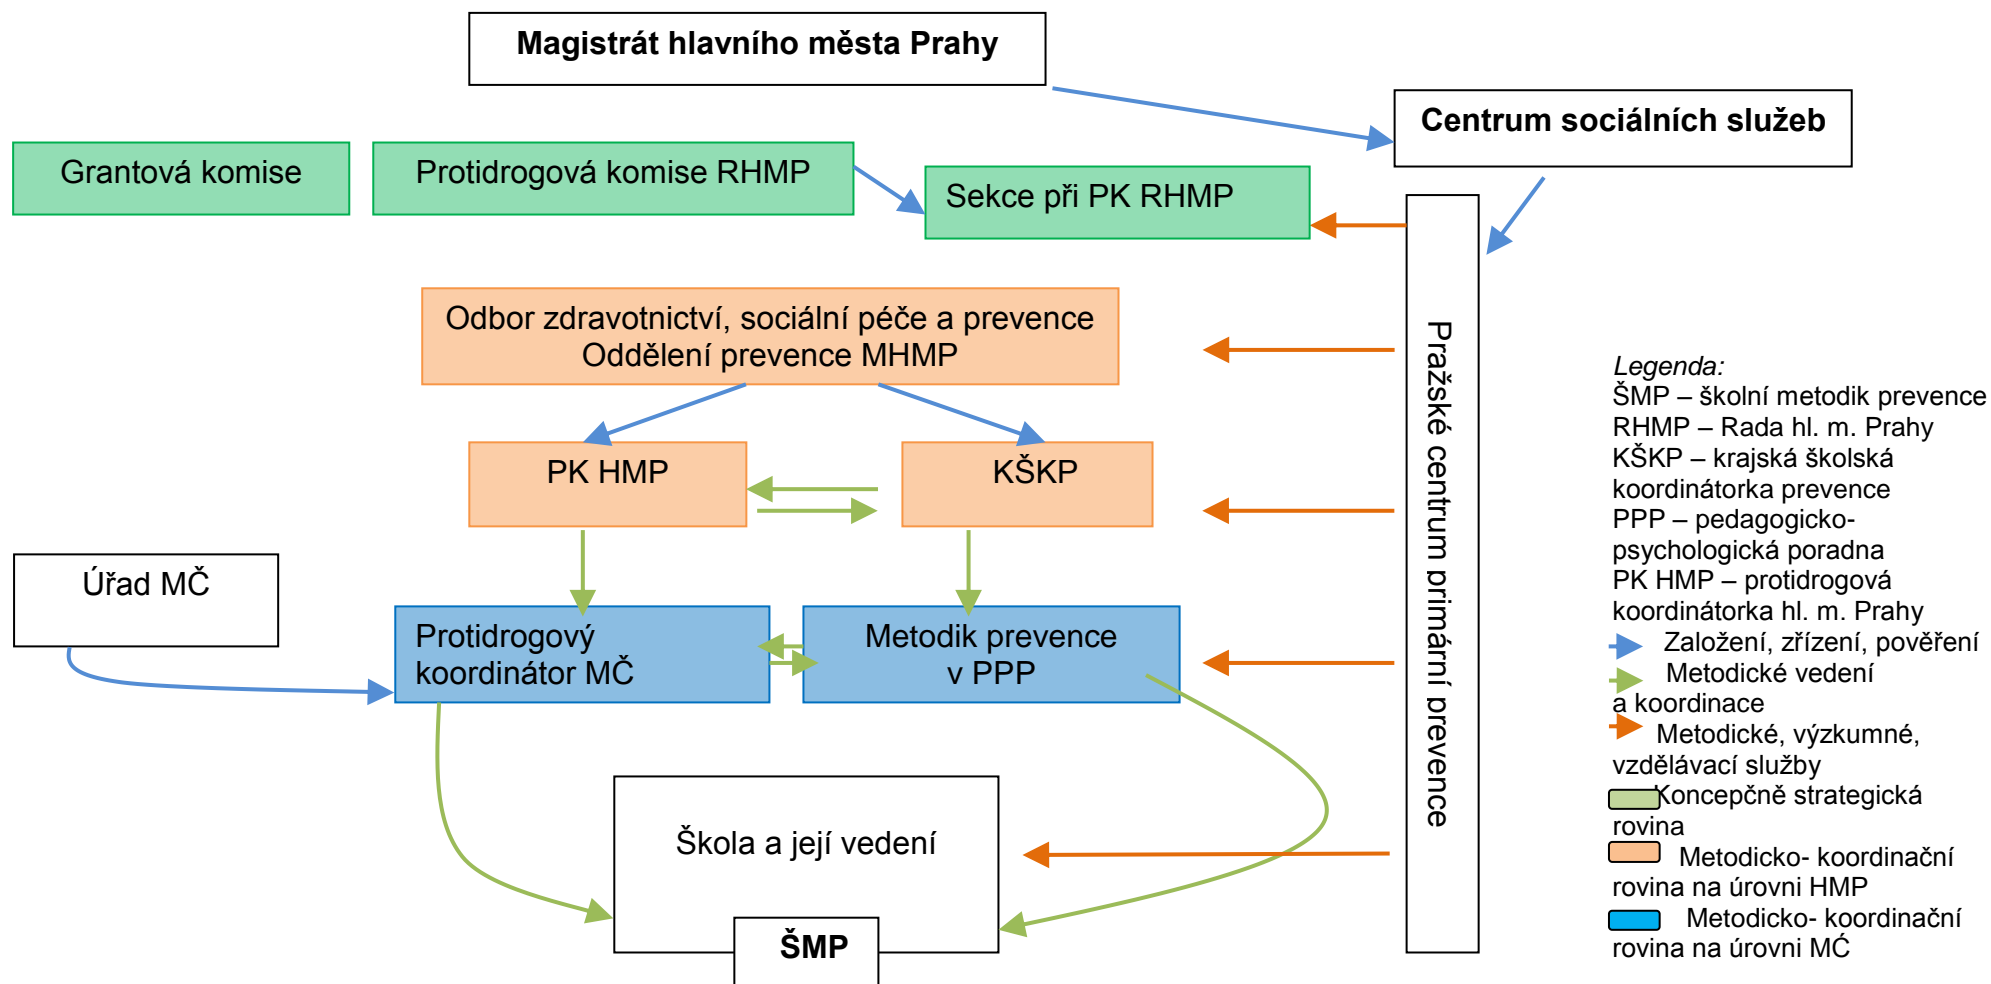 Magistrát hlavního města Prahy
Centrum sociálních služeb
Grantová komise
Protidrogová komise RHMP
Sekce při PK RHMP
Odbor zdravotnictví, sociální péče a prevence
Oddělení prevence MHMP
PK HMP
KŠKP
Úřad MČ
Protidrogový
koordinátor MČ
Metodik prevence
v PPP
Škola a její vedení
ŠMP
Pražské centrum primární prevence
Legenda:
ŠMP – školní metodik prevence
RHMP – Rada hl. m. Prahy
KŠKP – krajská školská
koordinátorka prevence
PPP – pedagogicko-
psychologická poradna
PK HMP – protidrogová
koordinátorka hl. m. Prahy
Založení, zřízení, pověření
Metodické vedení
a koordinace
Metodické, výzkumné,
vzdělávací služby
Koncepčně strategická
rovina
Metodicko- koordinační
rovina na úrovni HMP
Metodicko- koordinační
rovina na úrovni MĆ